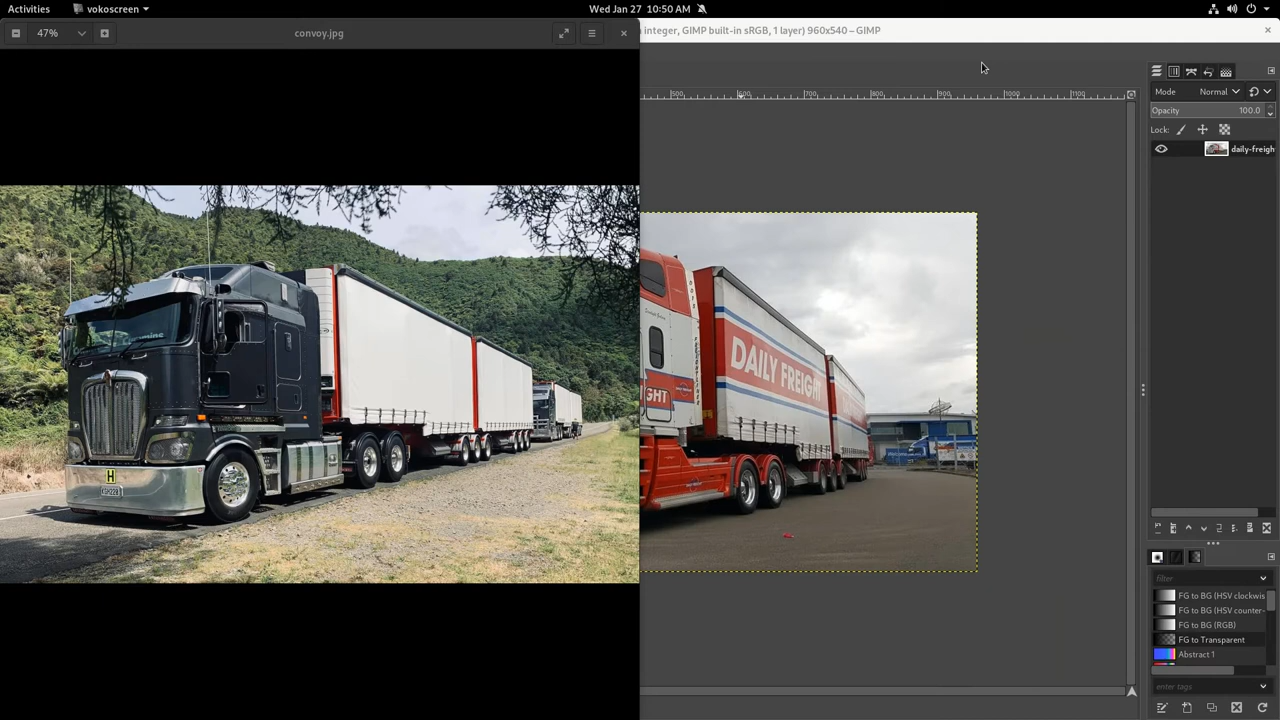 Activities
vokoscreen
Wed Jan 27 10:50 AM
47%
convoy.jpg
integer, GIMP built-in sRGB, 1 layer) 960x540 – GIMP
500
600
700
800
900
1000
1100
Mode
Normal
Opacity
100.0
Lock:
daily-freigh
DAILY FREIGHT
GHT
H
filter
FG to BG (HSV clockwis
FG to BG (HSV counter-
FG to BG (RGB)
FG to Transparent
Abstract 1
enter tags